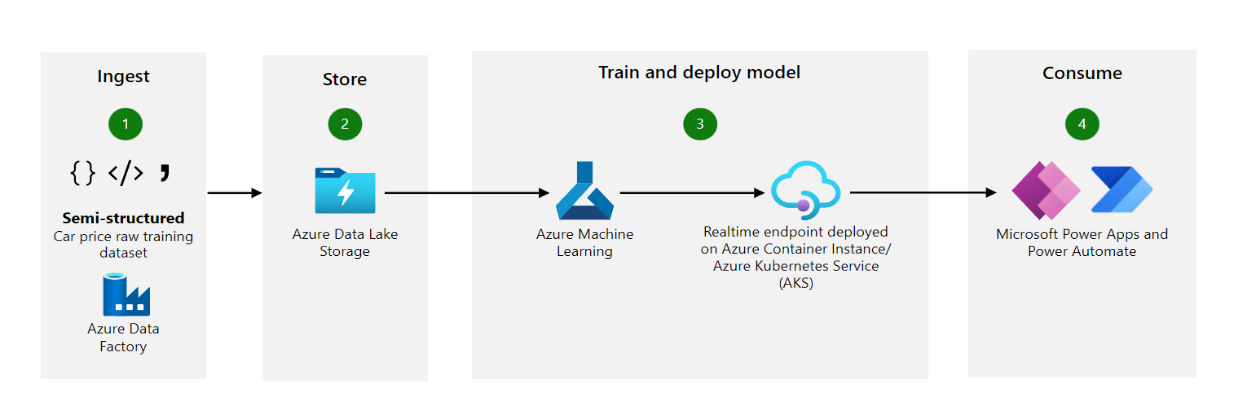 Ingest
1
{} </> ,
Semi-structured
Car price raw training
dataset
Azure Data
Factory
Store
2
Azure Data Lake
Storage
Train and deploy model
3
Azure Machine
Learning
Realtime endpoint deployed
on Azure Container Instance/
Azure Kubernetes Service
(AKS)
Consume
4
Microsoft Power Apps and
Power Automate